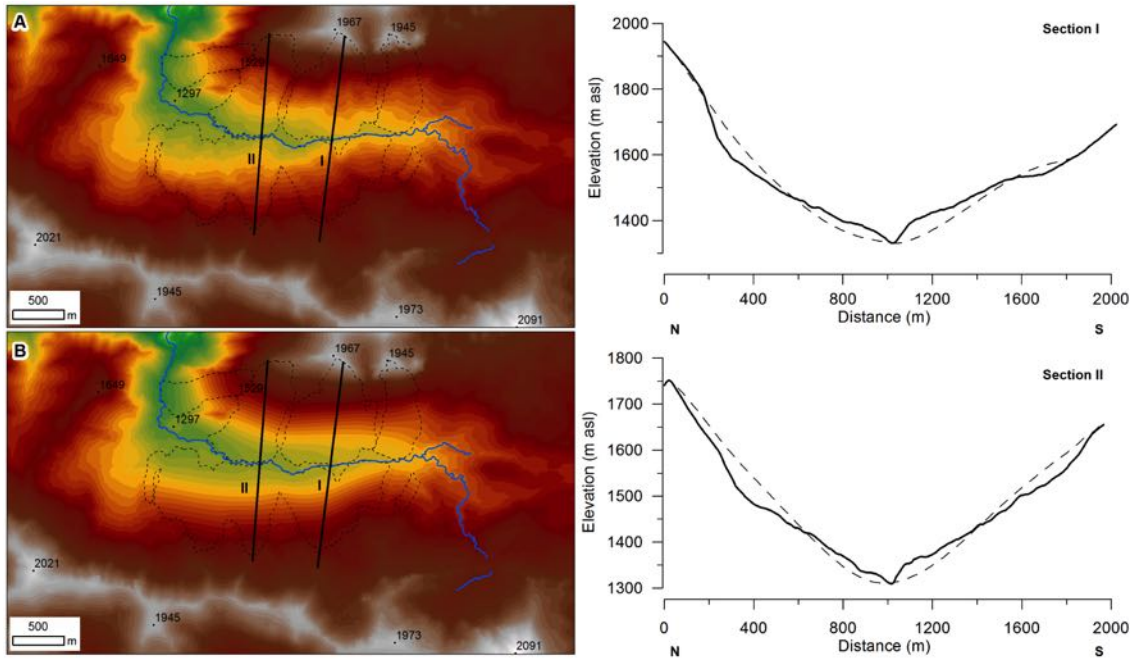 A
1967
1945
1649
1529
1297
II
I
2021
1945
1973
2091
500
m
B
1967
1945
1649
1529
1297
II
I
2021
1945
1973
2091
500
m
Section I
Elevation (m asl)
2000
1800
1600
1400
0 400 800 1200 1600 2000
Distance (m)
N S
Section II
Elevation (m asl)
1800
1700
1600
1500
1400
1300
0 400 800 1200 1600 2000
Distance (m)
N S